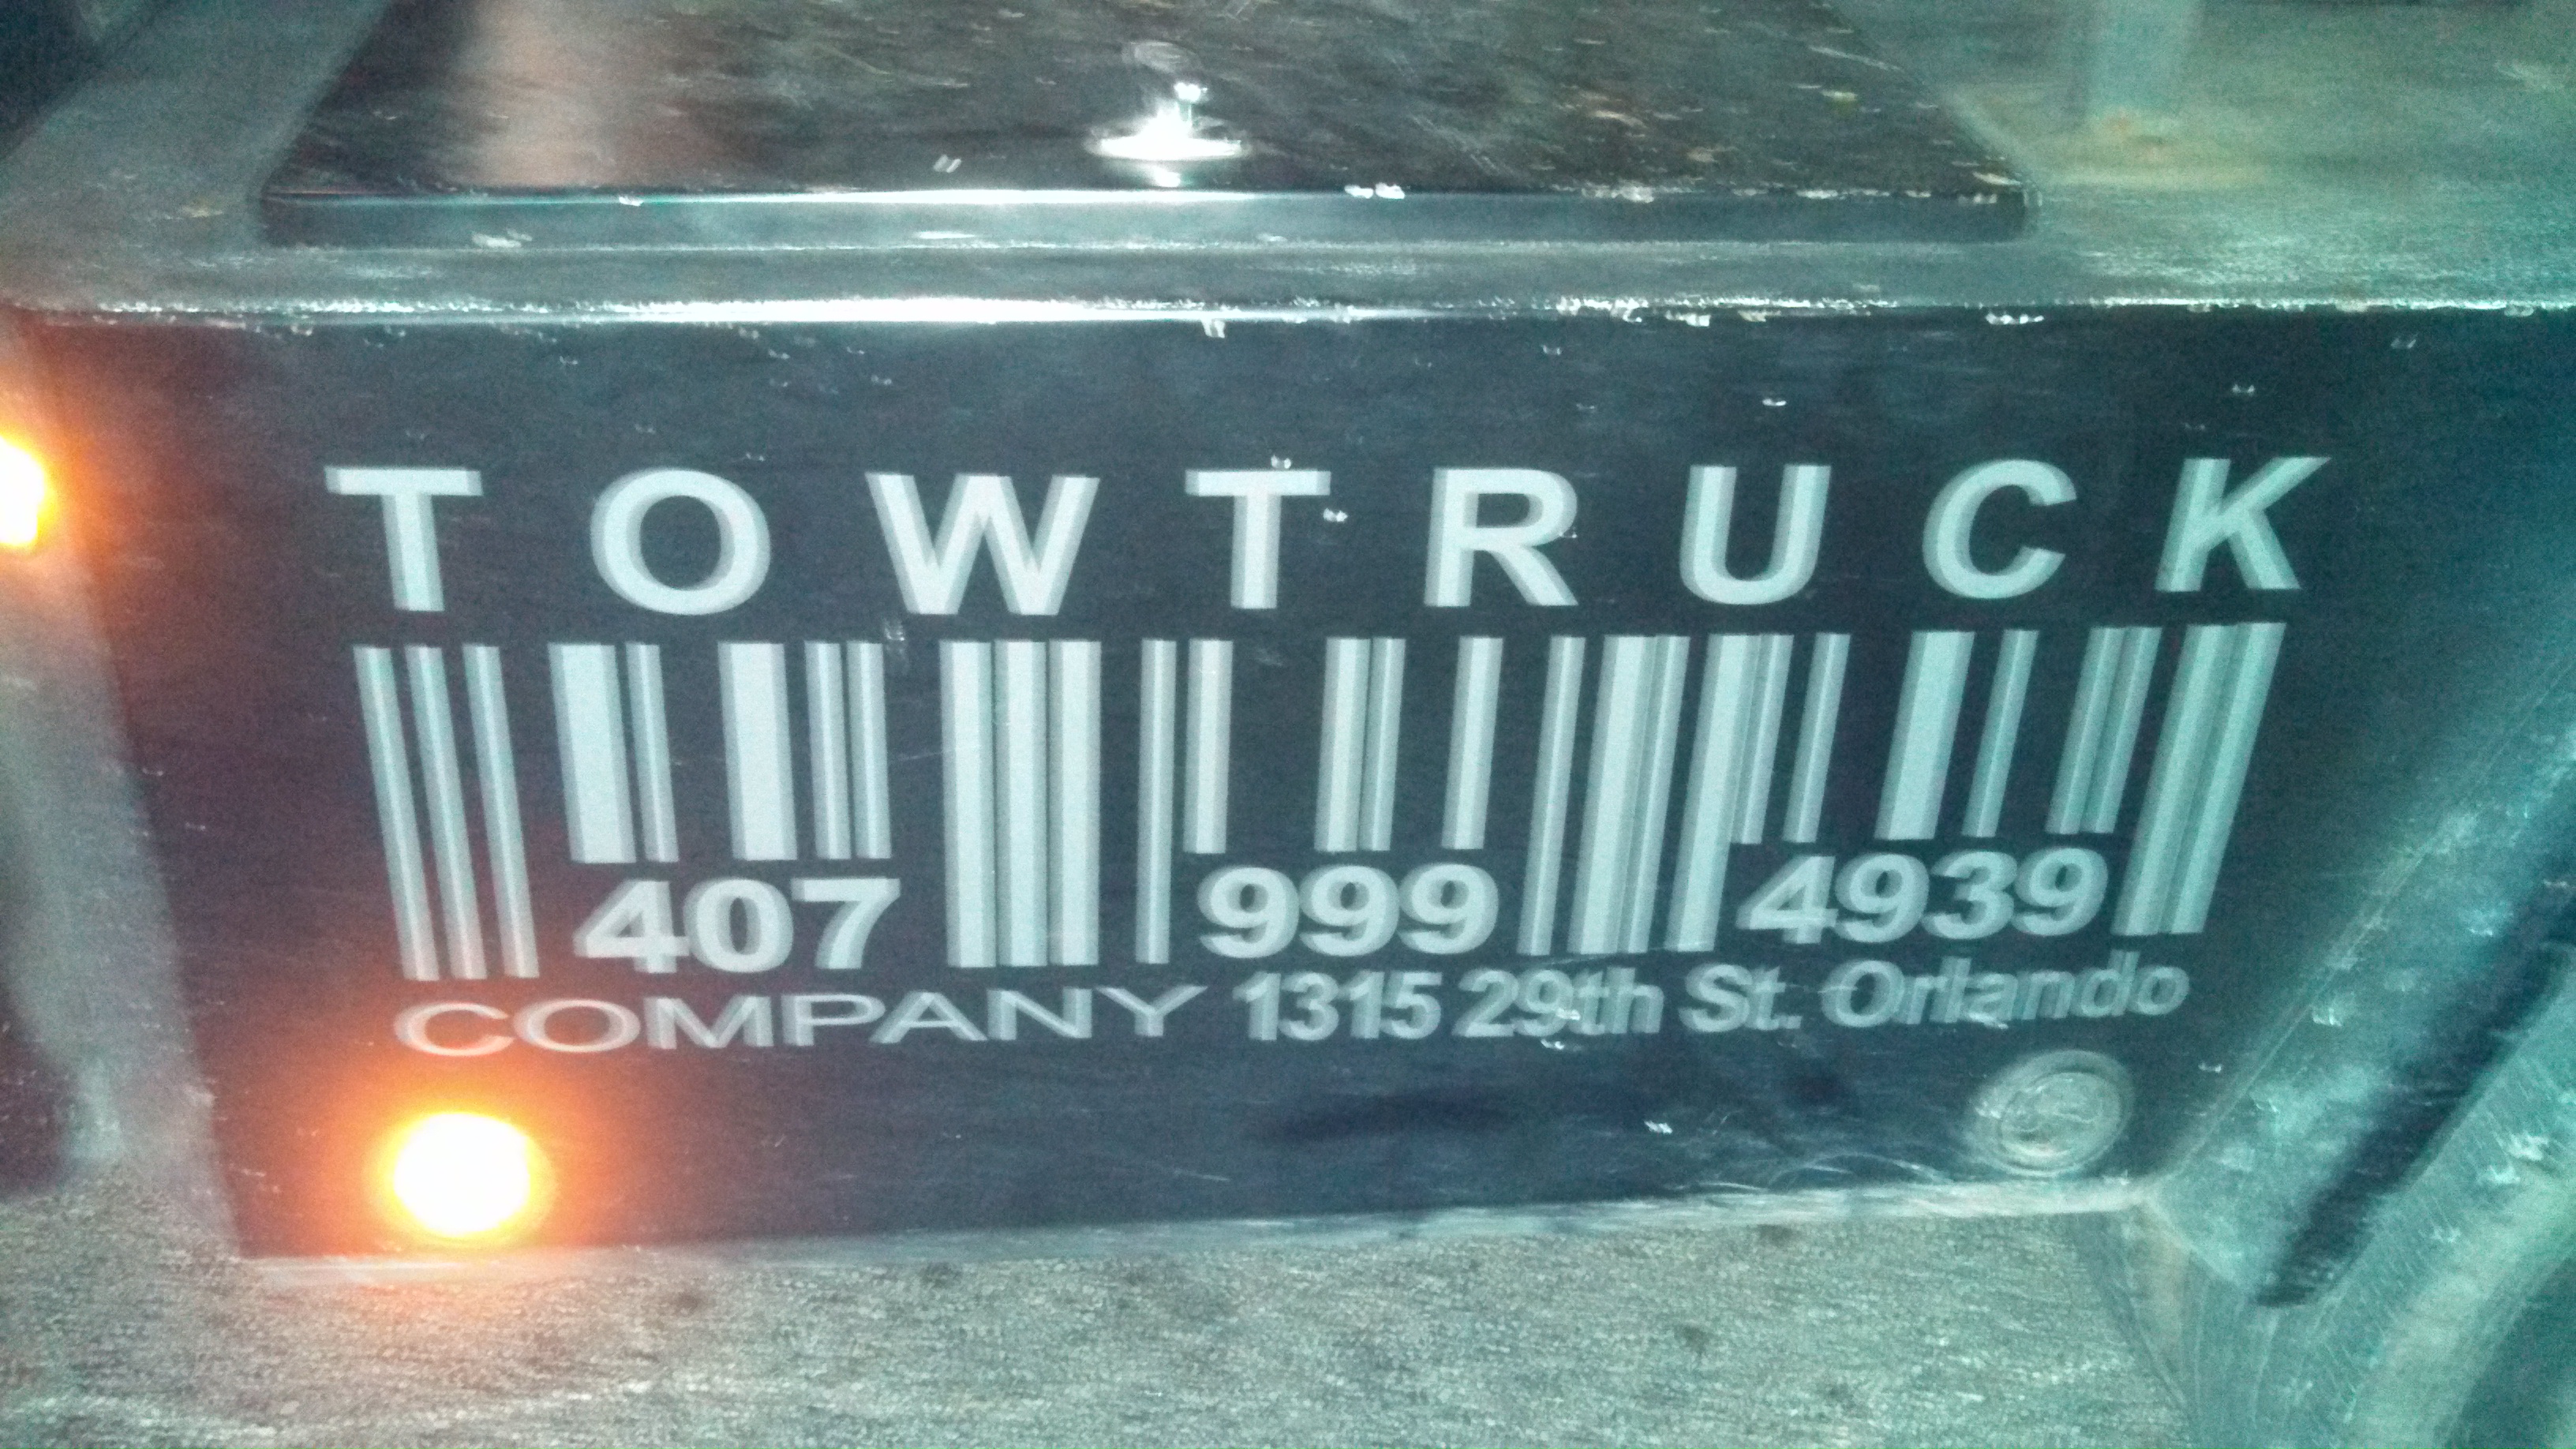 TOWTRUCK
407 999 4939
COMPANY 1315 29th St. Orlando